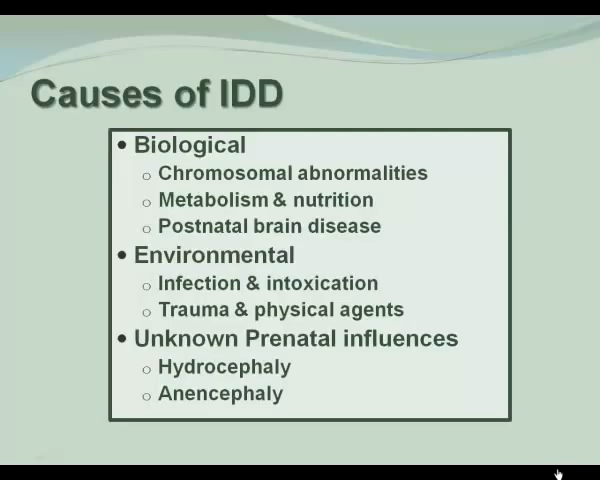 Causes of IDD
• Biological
o Chromosomal abnormalities
o Metabolism & nutrition
o Postnatal brain disease
• Environmental
o Infection & intoxication
o Trauma & physical agents
• Unknown Prenatal influences
o Hydrocephaly
o Anencephaly